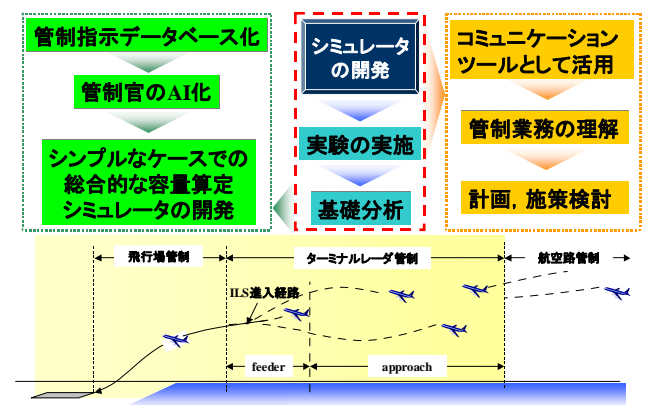 管制指示データベース化
管制官のAI化
シンプルなケースでの
総合的な容量算定
シミュレータの開発
シミュレータ
の開発
実験の実施
基礎分析
コミュニケーション
ツールとして活用
管制業務の理解
計画，施策検討
飛行場管制
ターミナルレーダ管制
航空路管制
ILS進入経路
feeder
approach